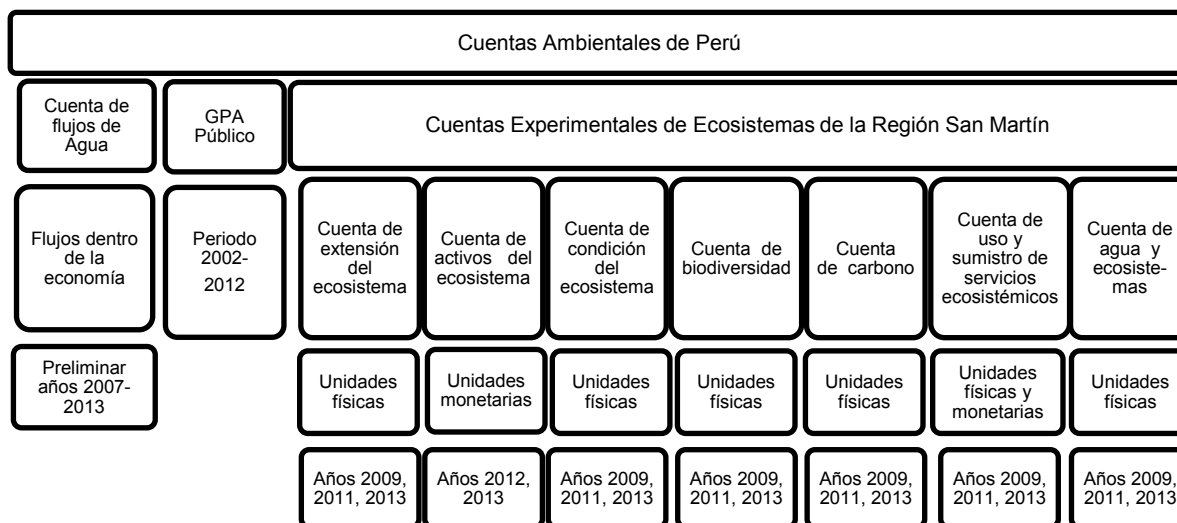 Cuentas Ambientales de Perú
Cuenta de
flujos de
Agua
GPA
Público
Cuentas Experimentales de Ecosistemas de la Región San Martín
Flujos dentro
de la
economía
Periodo
2002-
2012
Cuenta de
extensión
del
ecosistema
Cuenta de
activos del
ecosistema
Cuenta de
condición
del
ecosistema
Cuenta de
biodiversidad
Cuenta
de carbono
Cuenta de
uso y
sumistro de
servicios
ecosistémicos
Cuenta de
agua y
ecosiste-
mas
Preliminar
años 2007-
2013
Unidades
físicas
Unidades
monetarias
Unidades
físicas
Unidades
físicas
Unidades
físicas
Unidades
físicas y
monetarias
Unidades
físicas
Años 2009,
2011, 2013
Años 2012,
2013
Años 2009,
2011, 2013
Años 2009,
2011, 2013
Años 2009,
2011, 2013
Años 2009,
2011, 2013
Años 2009,
2011, 2013